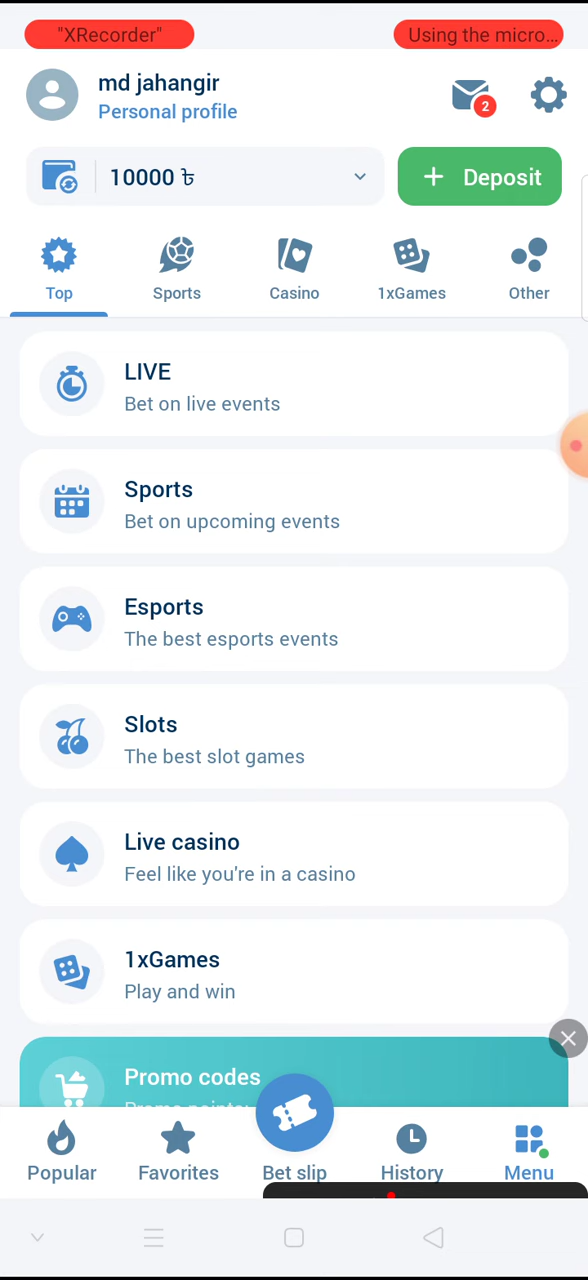 "XRecorder"
Using the micro...
md jahangir
Personal profile
2
10000 ৳
+ Deposit
Top
Sports
Casino
1xGames
Other
LIVE
Bet on live events
Sports
Bet on upcoming events
Esports
The best esports events
Slots
The best slot games
Live casino
Feel like you're in a casino
1xGames
Play and win
Promo codes
Promo points:
Popular
Favorites
Bet slip
History
Menu